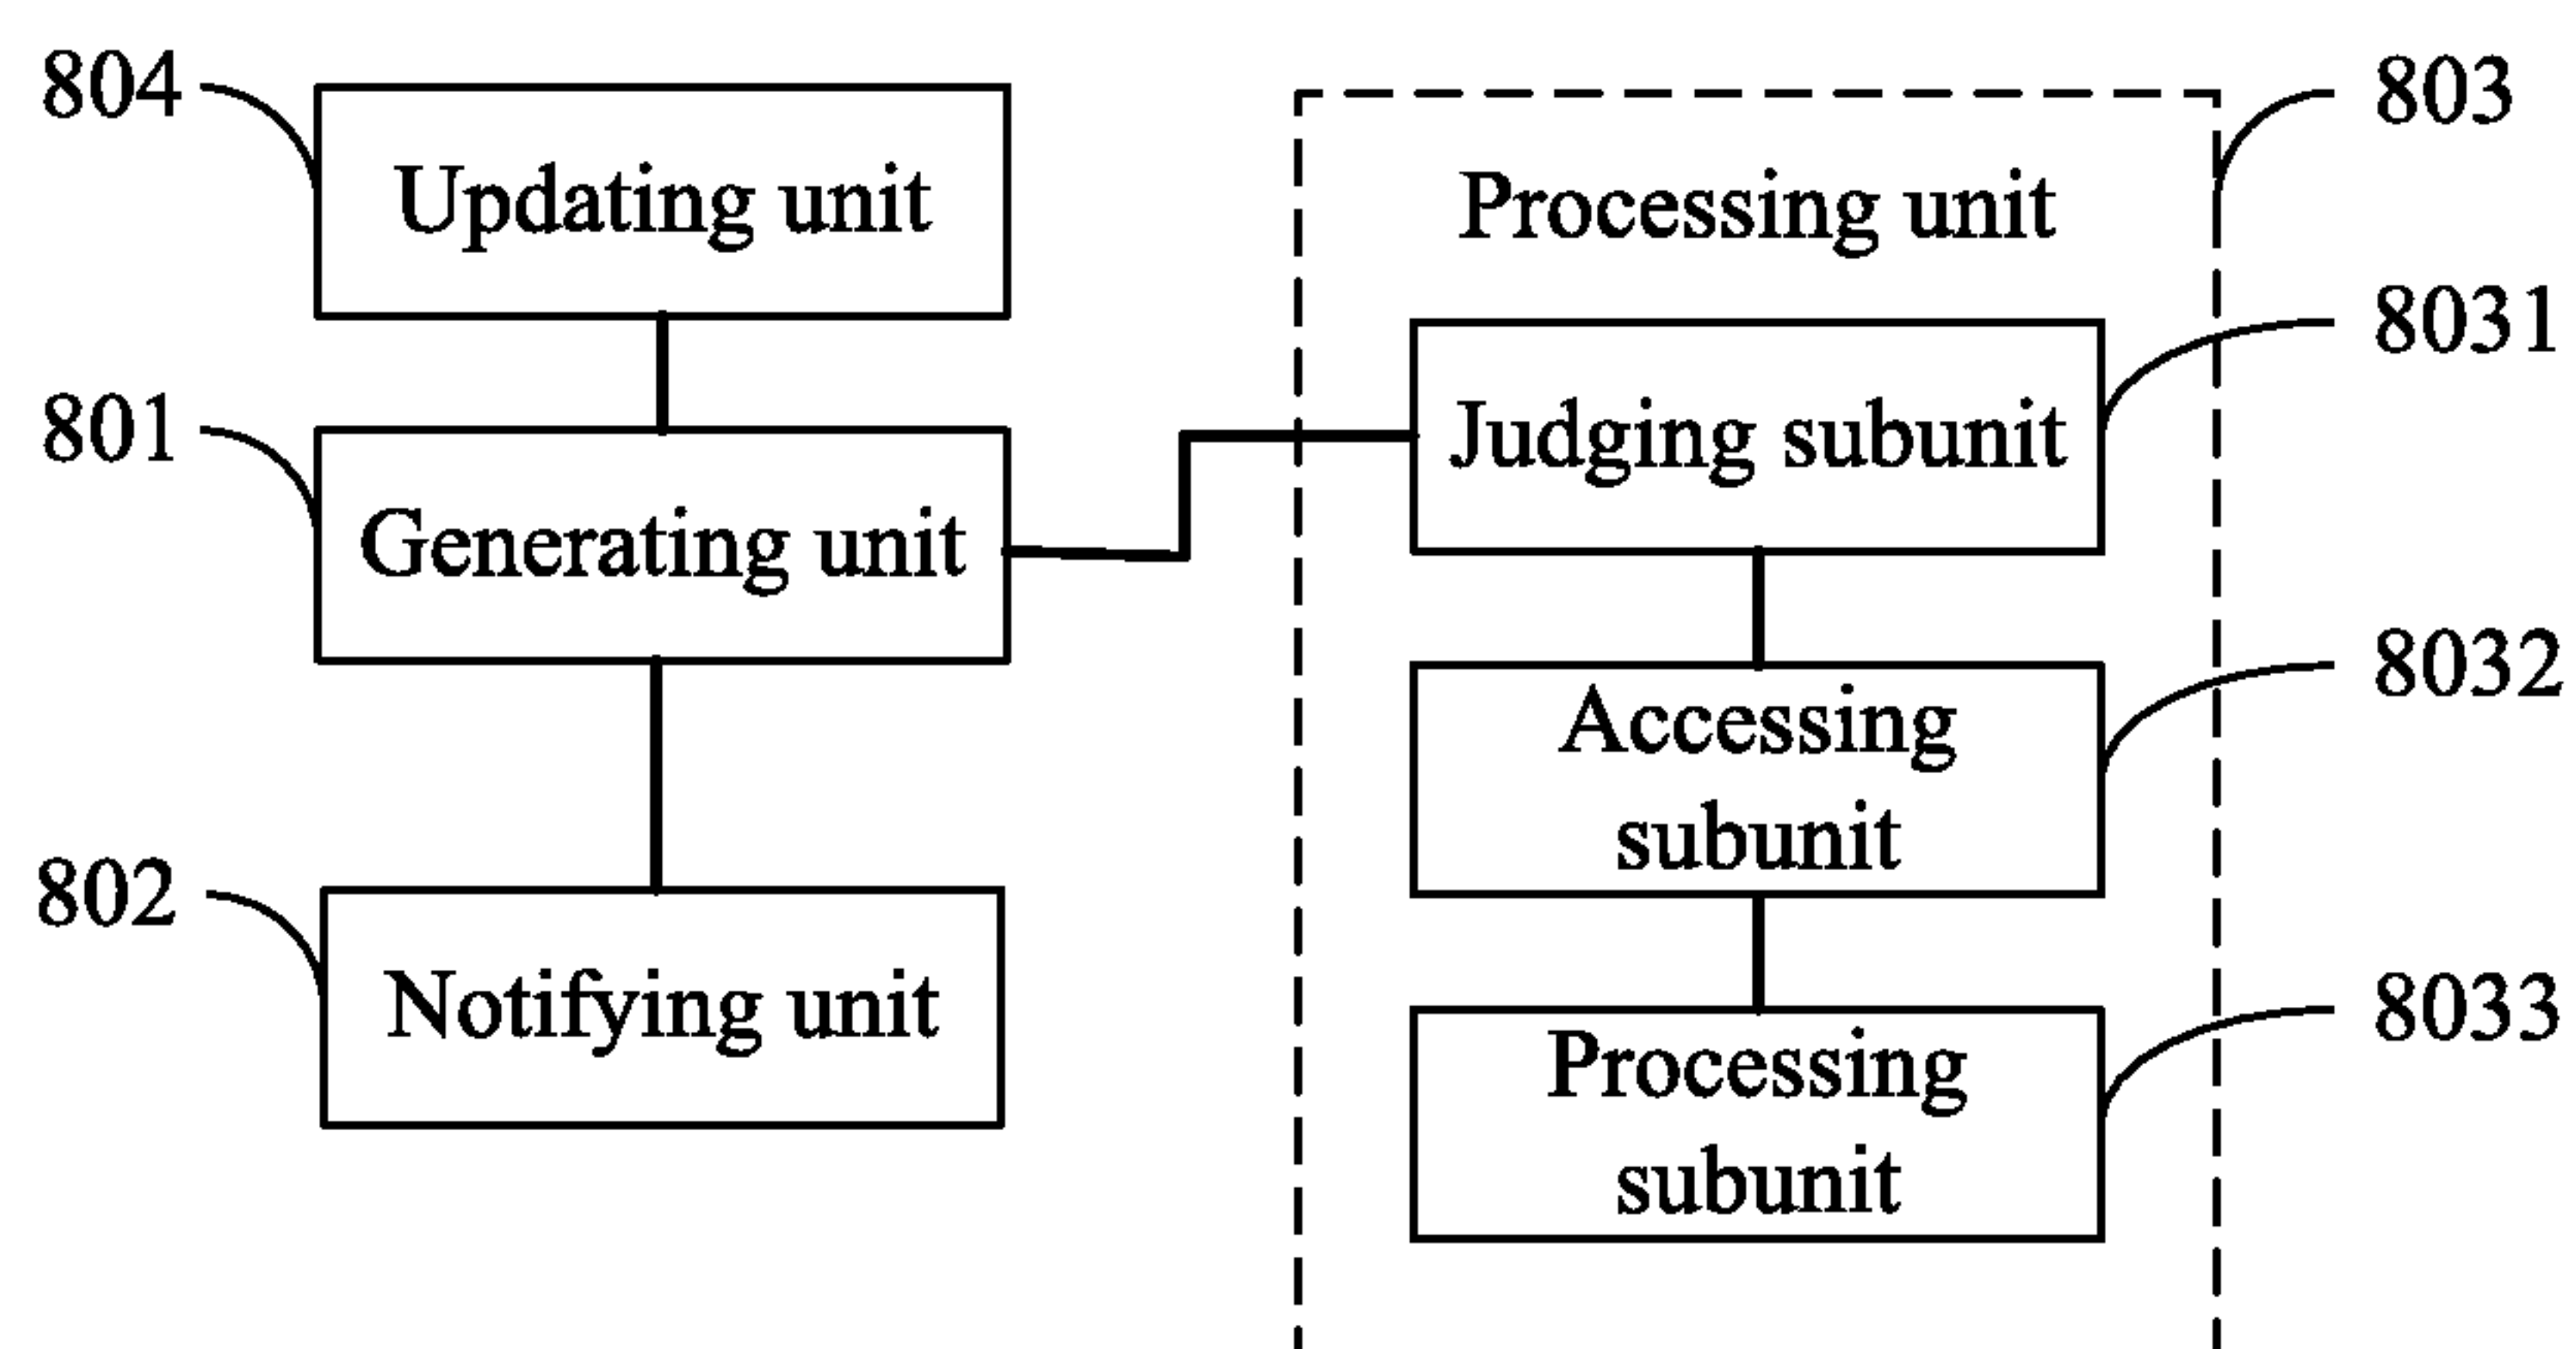 804
Updating unit
801
Generating unit
802
Notifying unit
803
Processing unit
8031
Judging subunit
8032
Accessing
subunit
8033
Processing
subunit